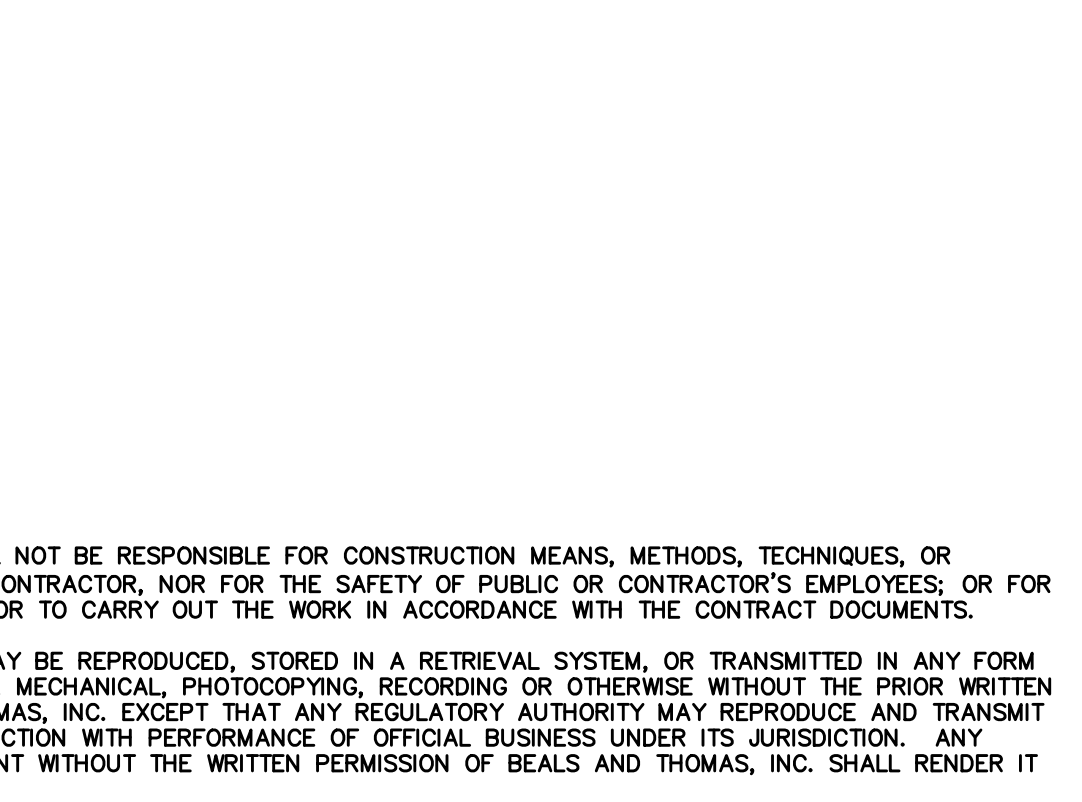 NOT BE RESPONSIBLE FOR CONSTRUCTION MEANS, METHODS, TECHNIQUES, OR
ONTRACTOR, NOR FOR THE SAFETY OF PUBLIC OR CONTRACTOR'S EMPLOYEES; OR FOR
OR TO CARRY OUT THE WORK IN ACCORDANCE WITH THE CONTRACT DOCUMENTS.
AY BE REPRODUCED, STORED IN A RETRIEVAL SYSTEM, OR TRANSMITTED IN ANY FORM
MECHANICAL, PHOTOCOPYING, RECORDING OR OTHERWISE WITHOUT THE PRIOR WRITTEN
MAS, INC. EXCEPT THAT ANY REGULATORY AUTHORITY MAY REPRODUCE AND TRANSMIT
CTION WITH PERFORMANCE OF OFFICIAL BUSINESS UNDER ITS JURISDICTION. ANY
NT WITHOUT THE WRITTEN PERMISSION OF BEALS AND THOMAS, INC. SHALL RENDER IT